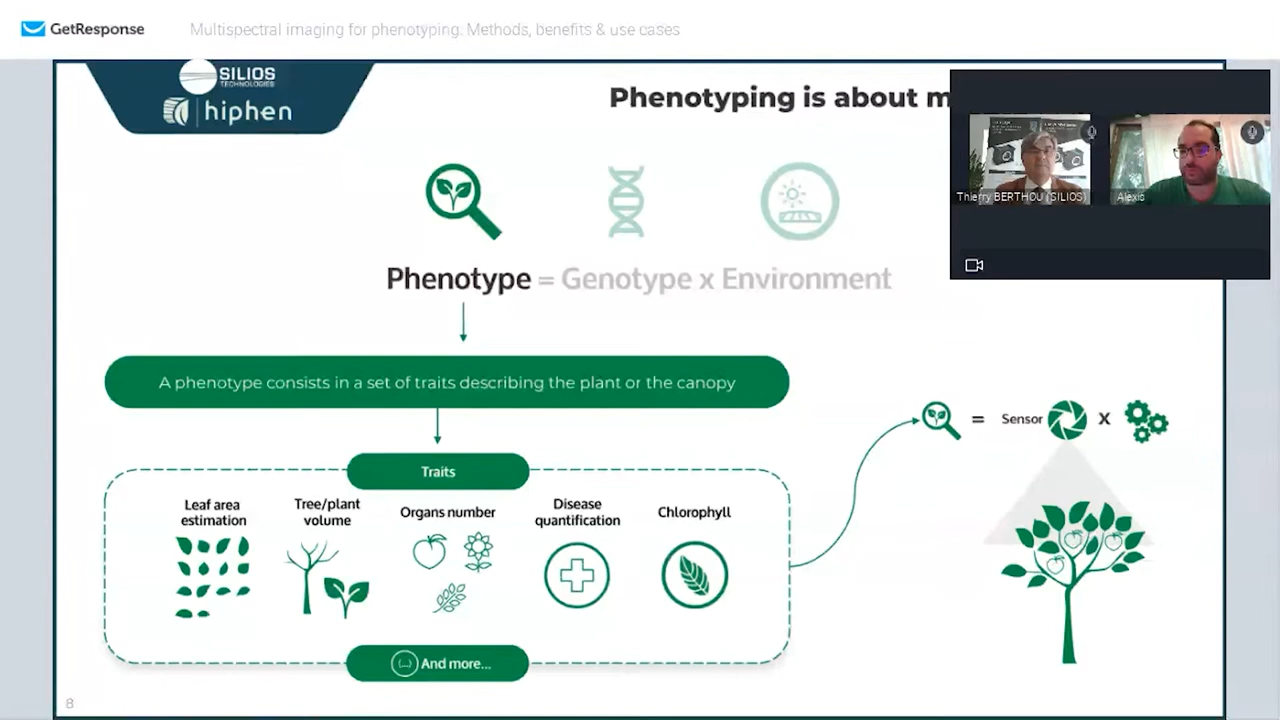 GetResponse
Multispectral imaging for phenotyping: Methods, benefits & use cases
SILIOS
TECHNOLOGIES
hiphen
Phenotyping is about
Thierry BERTHOU (SILIOS)
Alexis
Phenotype = Genotype x Environment
A phenotype consists in a set of traits describing the plant or the canopy
= Sensor X
Traits
Leaf area
estimation
Tree/plant
volume
Organs number
Disease
quantification
Chlorophyll
And more...
8